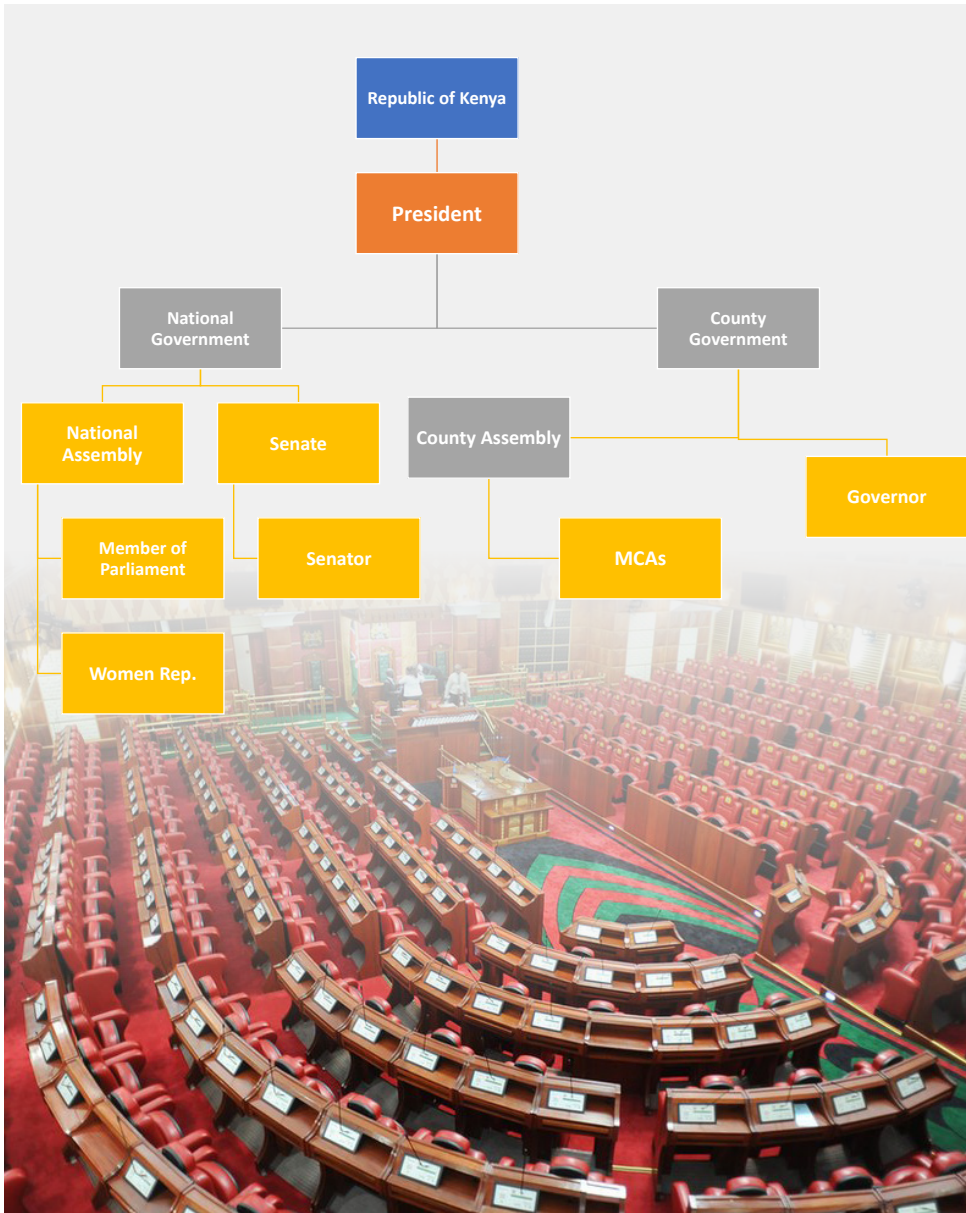 Republic of Kenya
President
National
Government
County
Government
National
Assembly
Senate
County Assembly
Governor
Member of
Parliament
Senator
MCAs
Women Rep.